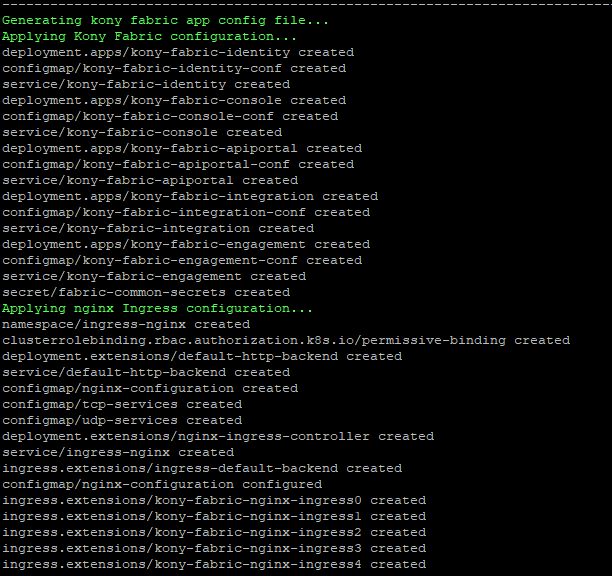 Generating kony fabric app config file...
Applying Kony Fabric configuration...
deployment.apps/kony-fabric-identity created
configmap/kony-fabric-identity-conf created
service/kony-fabric-identity created
deployment.apps/kony-fabric-console created
configmap/kony-fabric-console-conf created
service/kony-fabric-console created
deployment.apps/kony-fabric-apiportal created
configmap/kony-fabric-apiportal-conf created
service/kony-fabric-apiportal created
deployment.apps/kony-fabric-integration created
configmap/kony-fabric-integration-conf created
service/kony-fabric-integration created
deployment.apps/kony-fabric-engagement created
configmap/kony-fabric-engagement-conf created
service/kony-fabric-engagement created
secret/fabric-common-secrets created
Applying nginx Ingress configuration...
namespace/ingress-nginx created
clusterrolebinding.rbac.authorization.k8s.io/permissive-binding created
deployment.extensions/default-http-backend created
service/default-http-backend created
configmap/nginx-configuration created
configmap/tcp-services created
configmap/udp-services created
deployment.extensions/nginx-ingress-controller created
service/ingress-nginx created
ingress.extensions/ingress-default-backend created
configmap/nginx-configuration configured
ingress.extensions/kony-fabric-nginx-ingress0 created
ingress.extensions/kony-fabric-nginx-ingress1 created
ingress.extensions/kony-fabric-nginx-ingress2 created
ingress.extensions/kony-fabric-nginx-ingress3 created
ingress.extensions/kony-fabric-nginx-ingress4 created